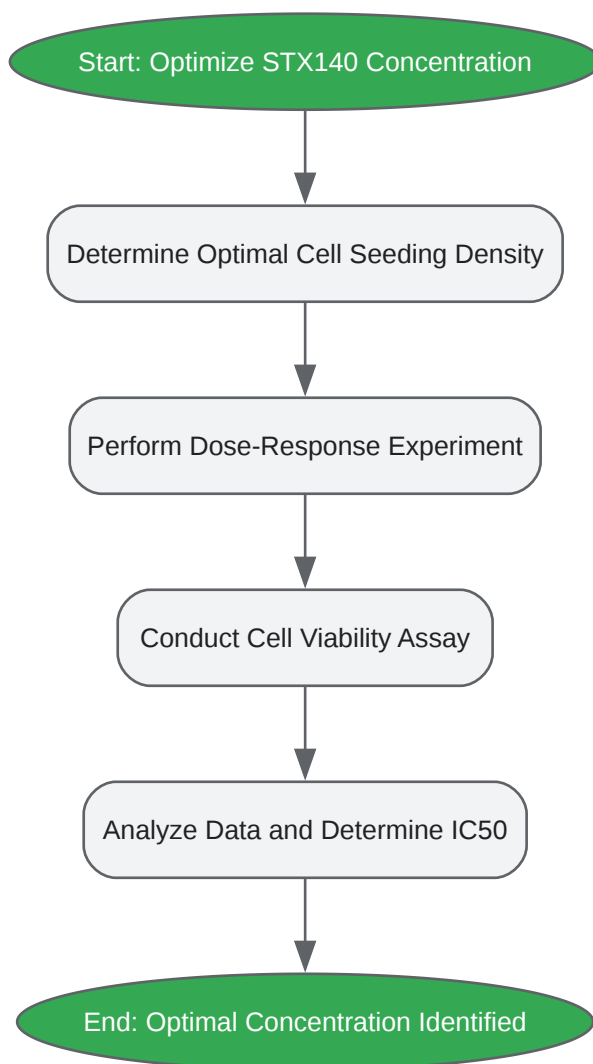 Start: Optimize STX140 Concentration
Determine Optimal Cell Seeding Density
Perform Dose-Response Experiment
Conduct Cell Viability Assay
Analyze Data and Determine IC50
End: Optimal Concentration Identified